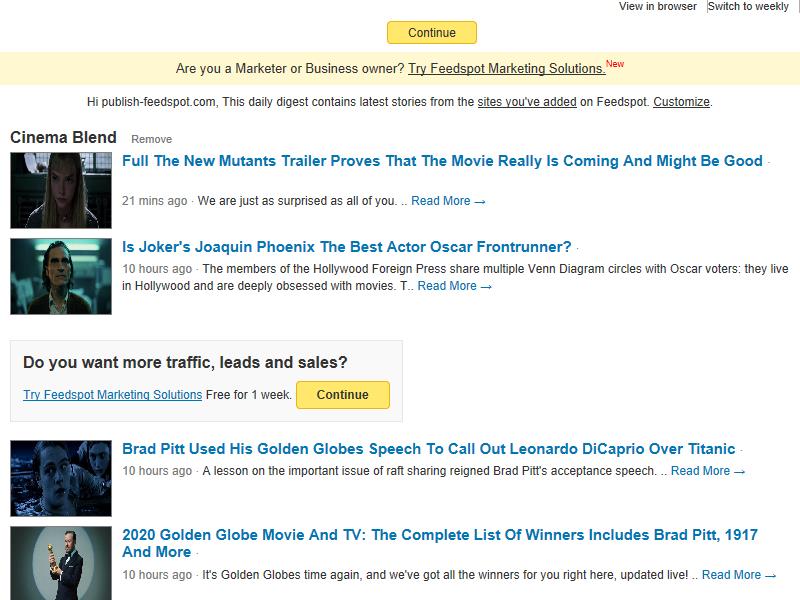 View in browser | Switch to weekly |
Continue
Are you a Marketer or Business owner? Try Feedspot Marketing Solutions.New
Hi publish-feedspot.com, This daily digest contains latest stories from the sites you've added on Feedspot. Customize.
Cinema Blend Remove
Full The New Mutants Trailer Proves That The Movie Really Is Coming And Might Be Good ·
21 mins ago · We are just as surprised as all of you. .. Read More →
Is Joker's Joaquin Phoenix The Best Actor Oscar Frontrunner? ·
10 hours ago · The members of the Hollywood Foreign Press share multiple Venn Diagram circles with Oscar voters: they live
in Hollywood and are deeply obsessed with movies. T.. Read More →
Do you want more traffic, leads and sales?
Try Feedspot Marketing Solutions Free for 1 week. Continue
Brad Pitt Used His Golden Globes Speech To Call Out Leonardo DiCaprio Over Titanic ·
10 hours ago · A lesson on the important issue of raft sharing reigned Brad Pitt's acceptance speech. .. Read More →
2020 Golden Globe Movie And TV: The Complete List Of Winners Includes Brad Pitt, 1917
And More ·
10 hours ago · It's Golden Globes time again, and we've got all the winners for you right here, updated live! .. Read More →